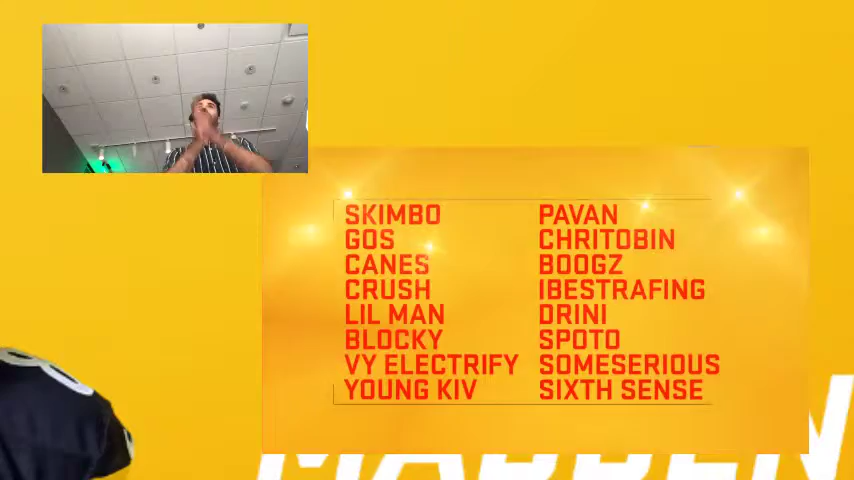 SKIMBO
GOS
CANES
CRUSH
LIL MAN
BLOCKY
VY ELECTRIFY
YOUNG KIV
PAVAN
CHRITOBIN
BOOGZ
IBESTRAFING
DRINI
SPOTO
SOMESERIOUS
SIXTH SENSE
MADDEN